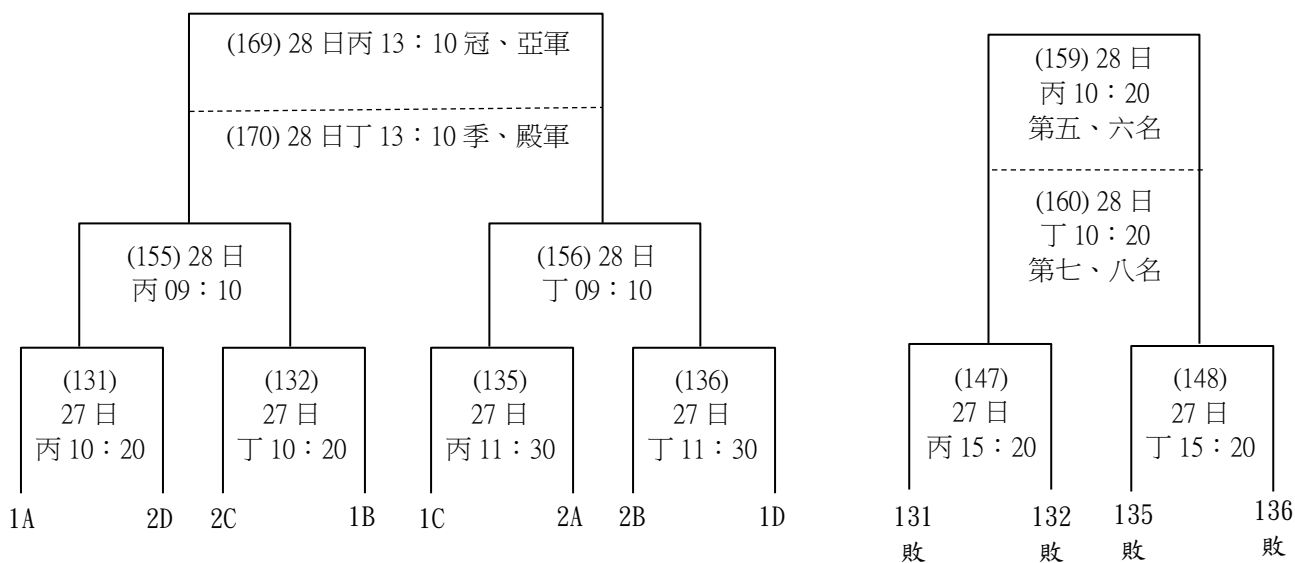 (169) 28 日丙 13：10 冠、亞軍
(170) 28 日丁 13：10 季、殿軍
(155) 28 日
丙 09：10
(156) 28 日
丁 09：10
(131)
27 日
丙 10：20
(132)
27 日
丁 10：20
(135)
27 日
丙 11：30
(136)
27 日
丁 11：30
1A
2D
2C
1B
1C
2A
2B
1D
(159) 28 日
丙 10：20
第五、六名
(160) 28 日
丁 10：20
第七、八名
(147)
27 日
丙 15：20
(148)
27 日
丁 15：20
131
敗
132
敗
135
敗
136
敗